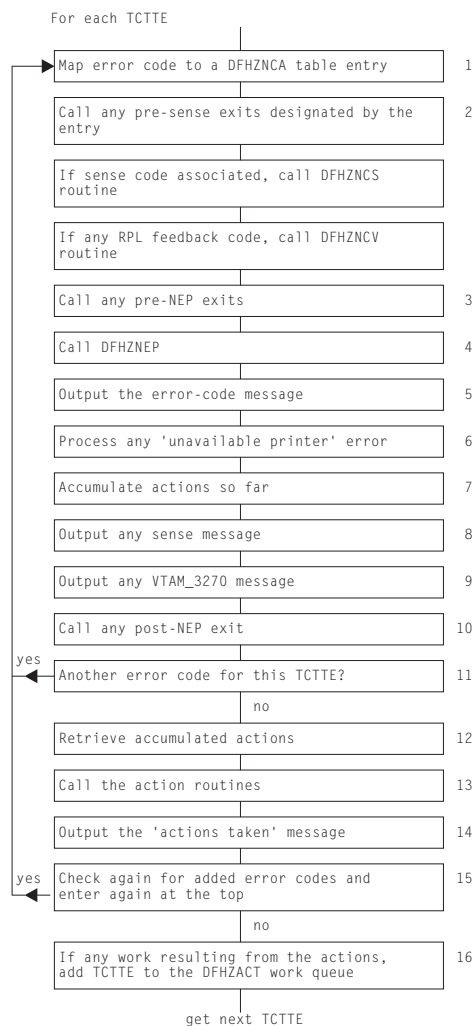 For each TCTTE
Map error code to a DFHZNCA table entry 1
Call any pre-sense exits designated by the 2
entry
If sense code associated, call DFHZNCS
routine
If any RPL feedback code, call DFHZNCV
routine
Call any pre-NEP exits 3
Call DFHZNEP 4
Output the error-code message 5
Process any 'unavailable printer' error 6
Accumulate actions so far 7
Output any sense message 8
Output any VTAM_3270 message 9
Call any post-NEP exit 10
yes
Another error code for this TCTTE? 11
no
Retrieve accumulated actions 12
Call the action routines 13
Output the 'actions taken' message 14
yes Check again for added error codes and 15
enter again at the top
no
If any work resulting from the actions, 16
add TCTTE to the DFHZACT work queue
get next TCTTE